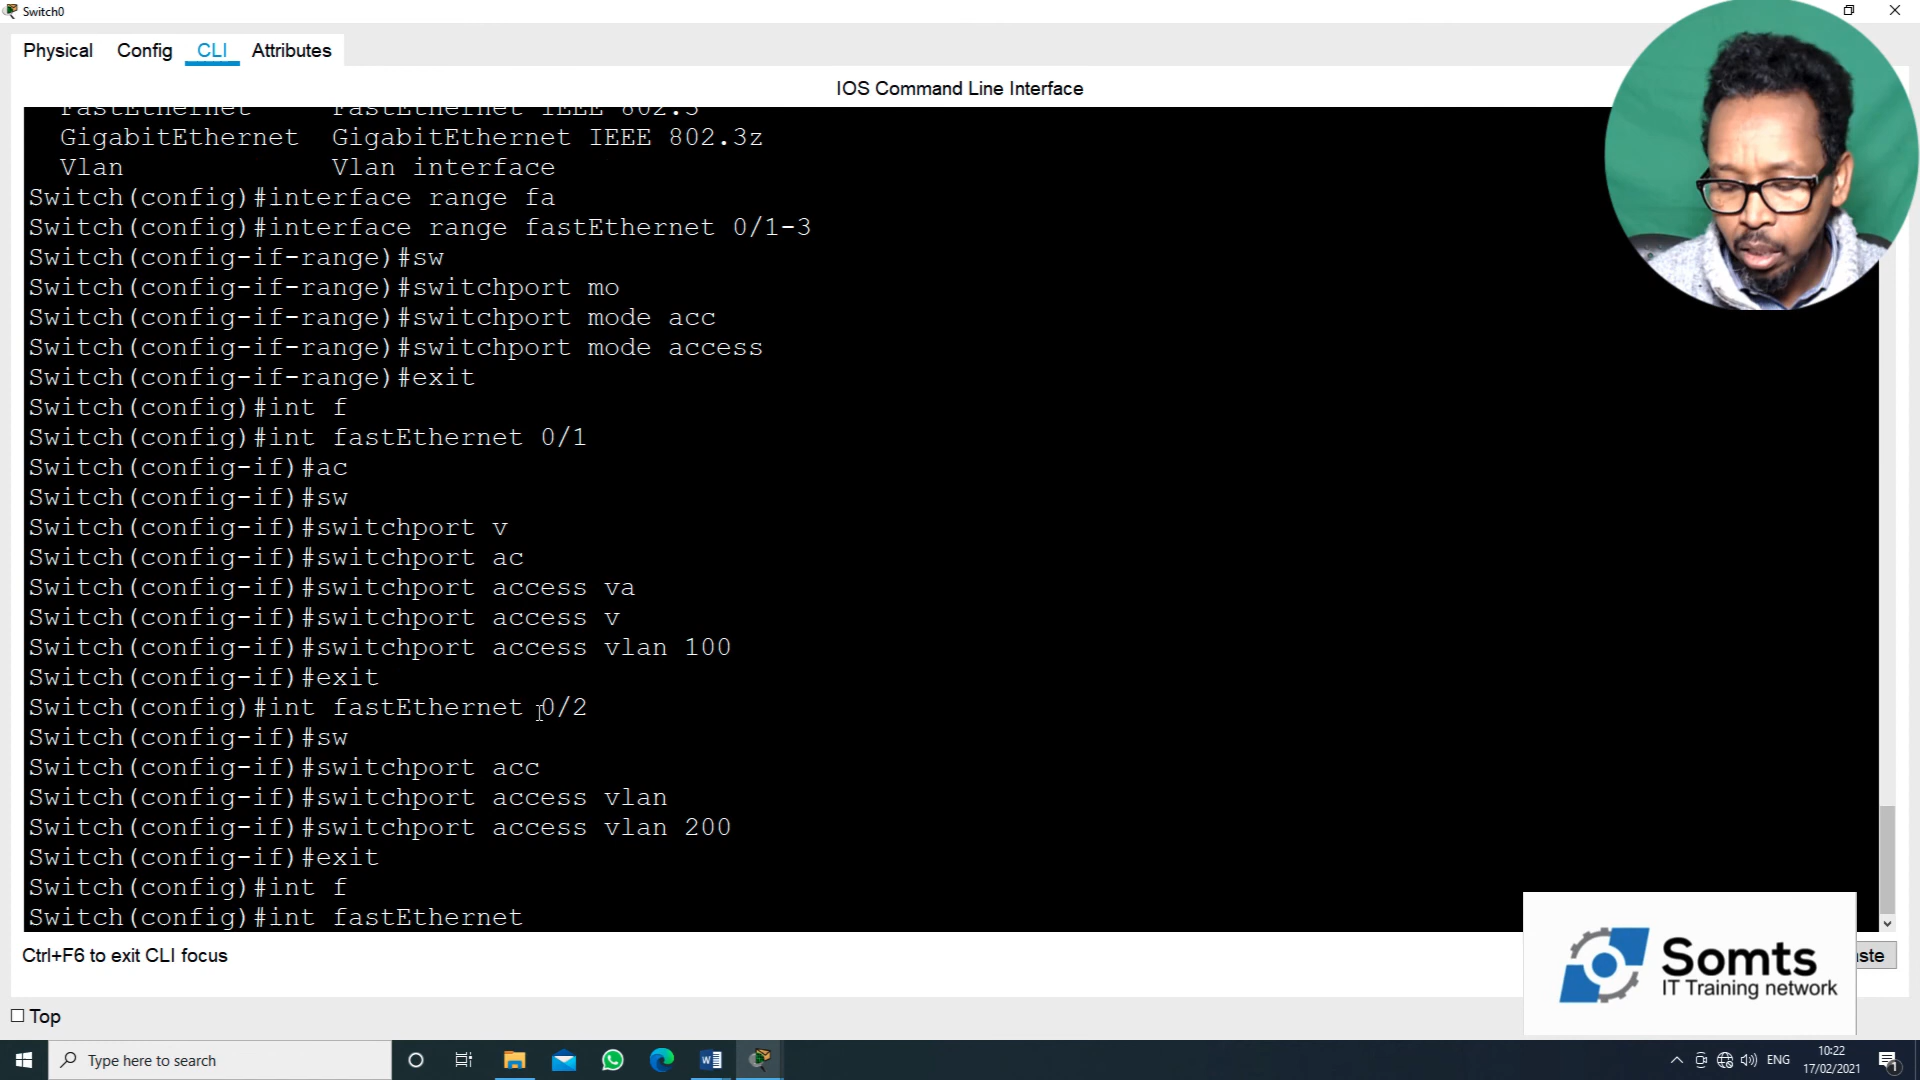 Switch0
Physical Config CLI Attributes
IOS Command Line Interface
FastEthernet FastEthernet IEEE 802.3
GigabitEthernet GigabitEthernet IEEE 802.3z
Vlan Vlan interface
Switch(config)#interface range fa
Switch(config)#interface range fastEthernet 0/1-3
Switch(config-if-range)#sw
Switch(config-if-range)#switchport mo
Switch(config-if-range)#switchport mode acc
Switch(config-if-range)#switchport mode access
Switch(config-if-range)#exit
Switch(config)#int f
Switch(config)#int fastEthernet 0/1
Switch(config-if)#ac
Switch(config-if)#sw
Switch(config-if)#switchport v
Switch(config-if)#switchport ac
Switch(config-if)#switchport access va
Switch(config-if)#switchport access v
Switch(config-if)#switchport access vlan 100
Switch(config-if)#exit
Switch(config)#int fastEthernet 0/2
Switch(config-if)#sw
Switch(config-if)#switchport acc
Switch(config-if)#switchport access vlan
Switch(config-if)#switchport access vlan 200
Switch(config-if)#exit
Switch(config)#int f
Switch(config)#int fastEthernet
Ctrl+F6 to exit CLI focus
ste
Somts
IT Training network
Top
Type here to search
ENG
10:22
17/02/2021
1